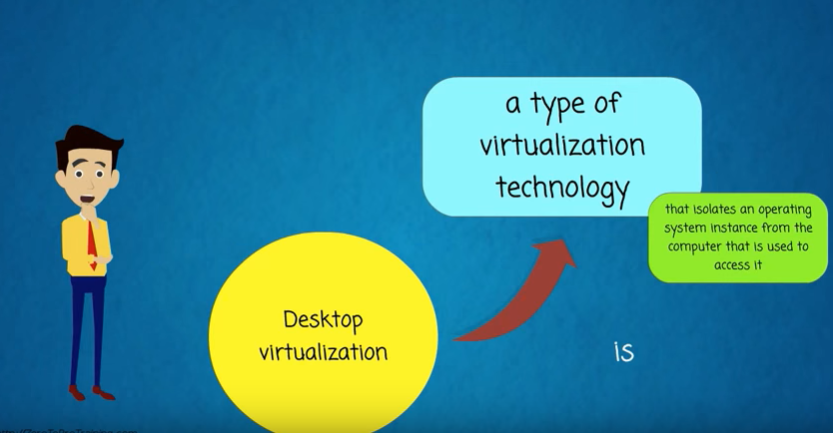 Desktop
virtualization
is
a type of
virtualization
technology
that isolates an operating
system instance from the
computer that is used to
access it